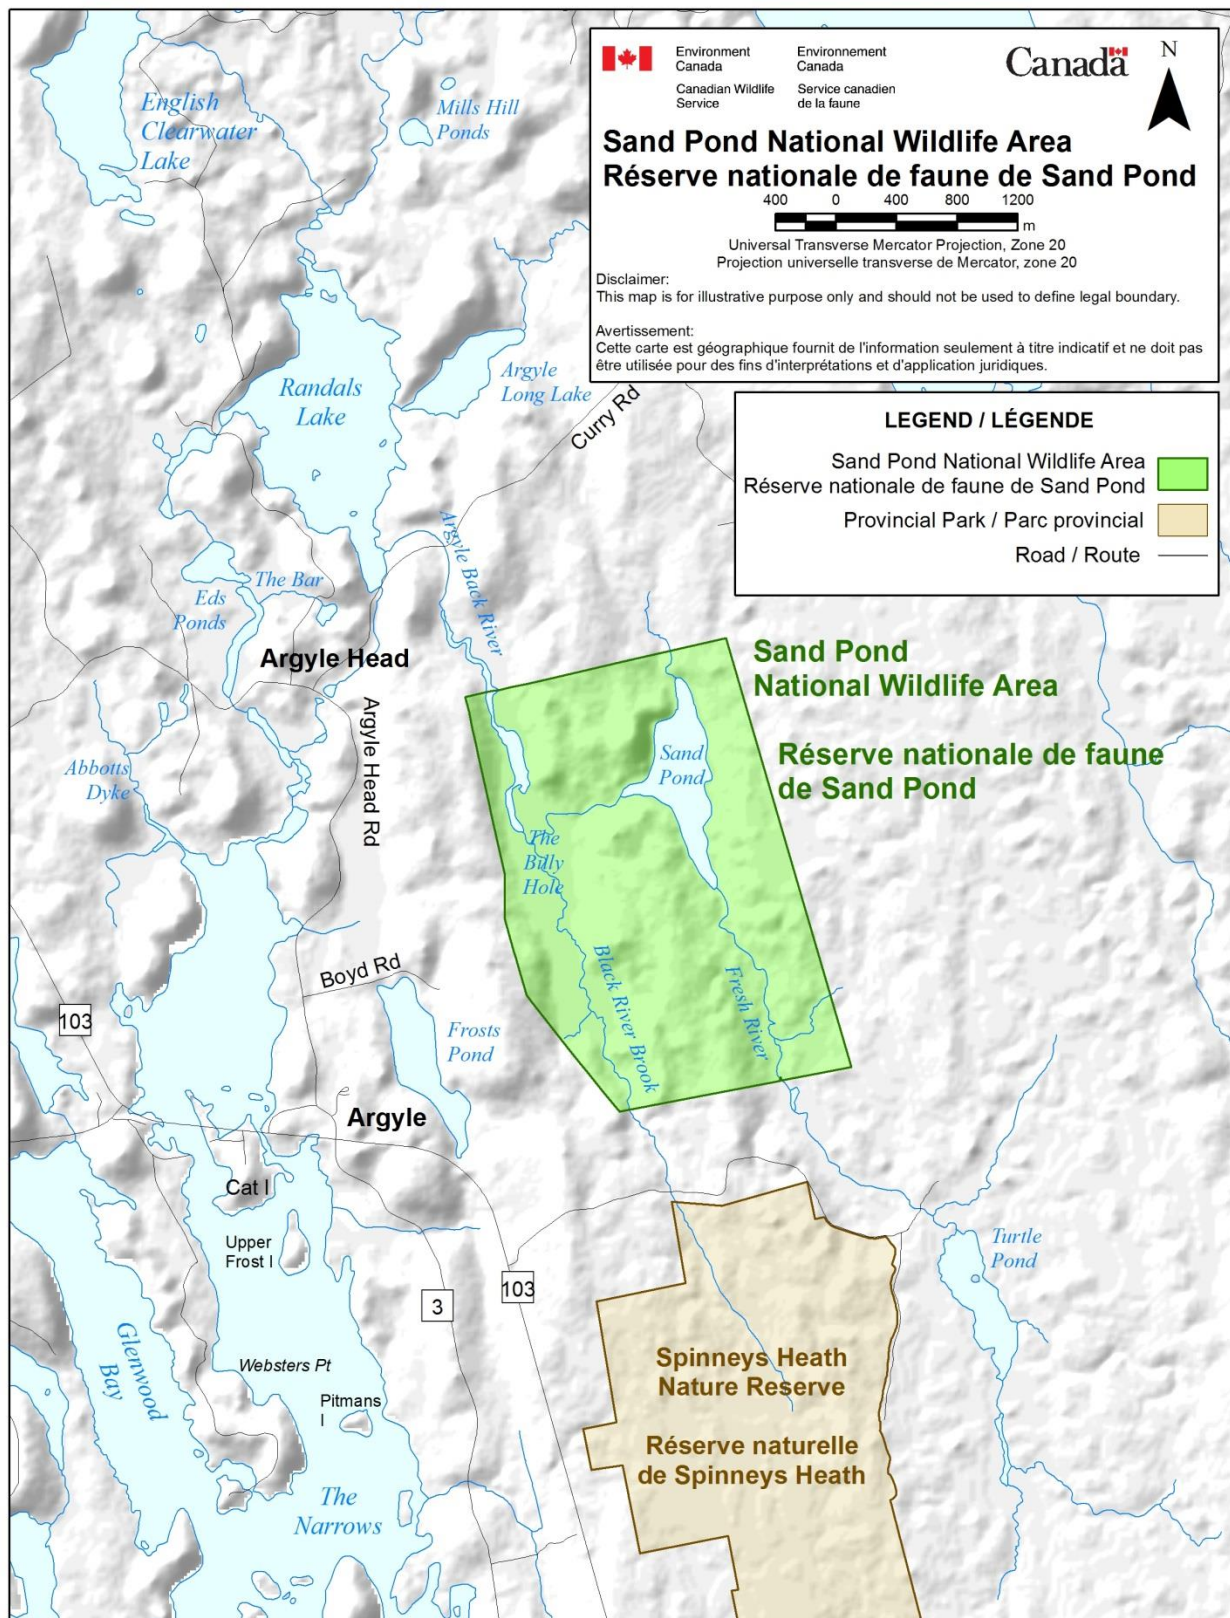 Environment
Canada
Environnement
Canada
Canadian Wildlife
Service
Service canadien
de la faune
Canada
N
Sand Pond National Wildlife Area
Réserve nationale de faune de Sand Pond
400 0 400 800 1200
m
Universal Transverse Mercator Projection, Zone 20
Projection universelle transverse de Mercator, zone 20
Disclaimer:
This map is for illustrative purpose only and should not be used to define legal boundary.
Avertissement:
Cette carte est géographique fournit de l'information seulement à titre indicatif et ne doit pas
être utilisée pour des fins d'interprétations et d'application juridiques.
LEGEND / LÉGENDE
Sand Pond National Wildlife Area
Réserve nationale de faune de Sand Pond
Provincial Park / Parc provincial
Road / Route
English
Clearwater
Lake
Mills Hill
Ponds
Randals
Lake
Argyle
Long Lake
Curry Rd
Argyle Back River
The Bar
Eds
Ponds
Argyle Head
Argyle Head Rd
Abbotts
Dyke
Sand Pond
National Wildlife Area
Réserve nationale de faune
de Sand Pond
Sand
Pond
The
Billy
Hole
Black River Brook
Fresh River
Boyd Rd
103
Frosts
Pond
Argyle
Cat I
Upper
Frost I
3
103
Turtle
Pond
Glenwood
Bay
Websters Pt
Pitmans
I
The
Narrows
Spinneys Heath
Nature Reserve
Réserve naturelle
de Spinneys Heath